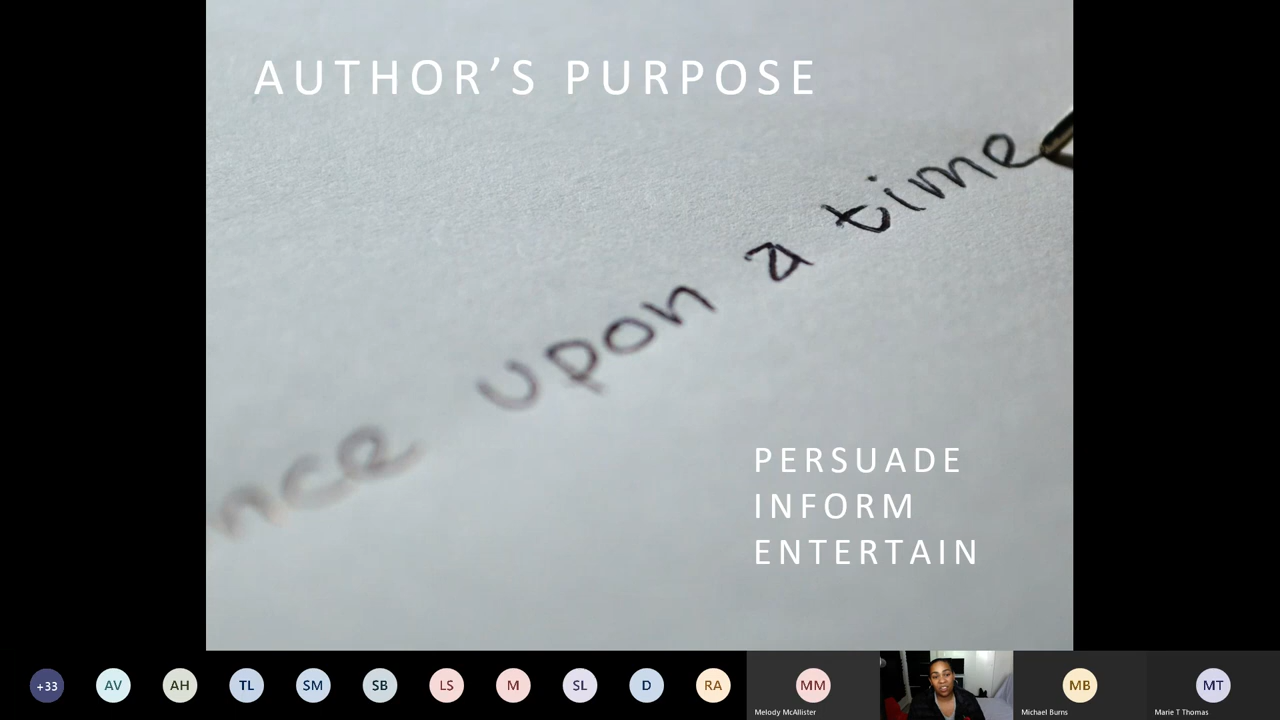 AUTHOR’S PURPOSE
nce upon a time
PERSUADE
INFORM
ENTERTAIN
+33
AV
AH
TL
SM
SB
LS
M
SL
D
RA
MM
Melody McAllister
MB
Michael Burns
MT
Marie T Thomas